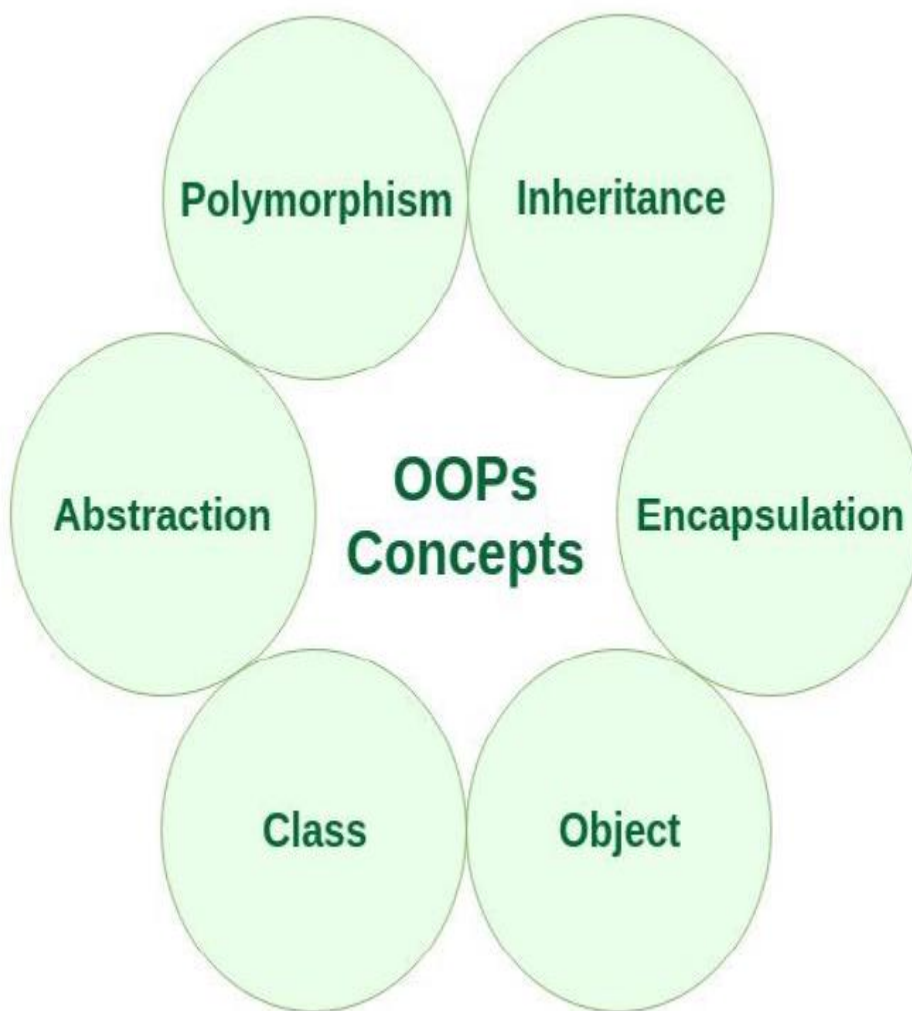 Polymorphism
Inheritance
Abstraction
OOPs
Concepts
Encapsulation
Class
Object